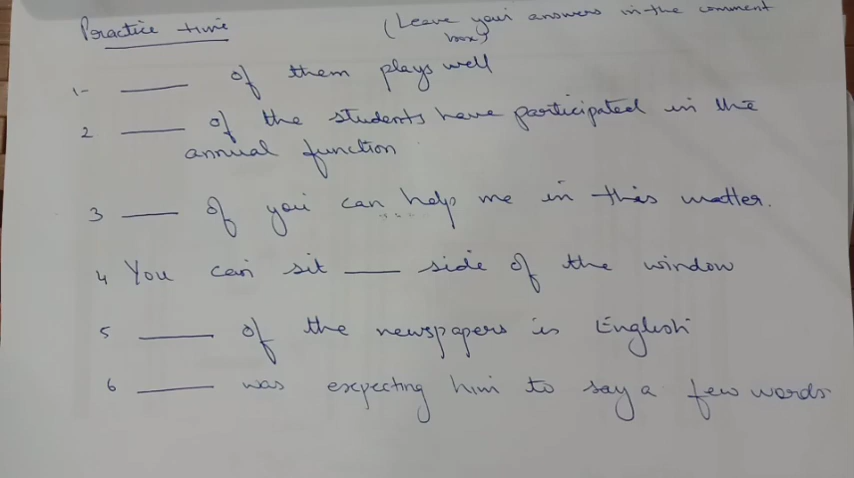 Practice time (Leave your answers in the comment
box)
1- ____ of them plays well
2 ____ of the students have participated in the
annual function
3 ____ of you can help me in this matter.
4 You can sit ____ side of the window
5 ____ of the newspapers is English
6 ____ was expecting him to say a few words